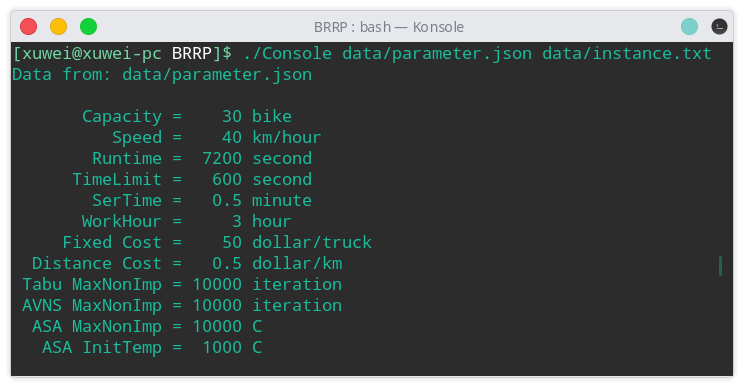 BRRP : bash — Konsole
[xuwei@xuwei-pc BRRP]$ ./Console data/parameter.json data/instance.txt
Data from: data/parameter.json
Capacity =    30 bike
Speed =    40 km/hour
Runtime =  7200 second
TimeLimit =   600 second
SerTime =   0.5 minute
WorkHour =     3 hour
Fixed Cost =    50 dollar/truck
Distance Cost =   0.5 dollar/km
Tabu MaxNonImp = 10000 iteration
AVNS MaxNonImp = 10000 iteration
ASA MaxNonImp = 10000 C
ASA InitTemp =  1000 C